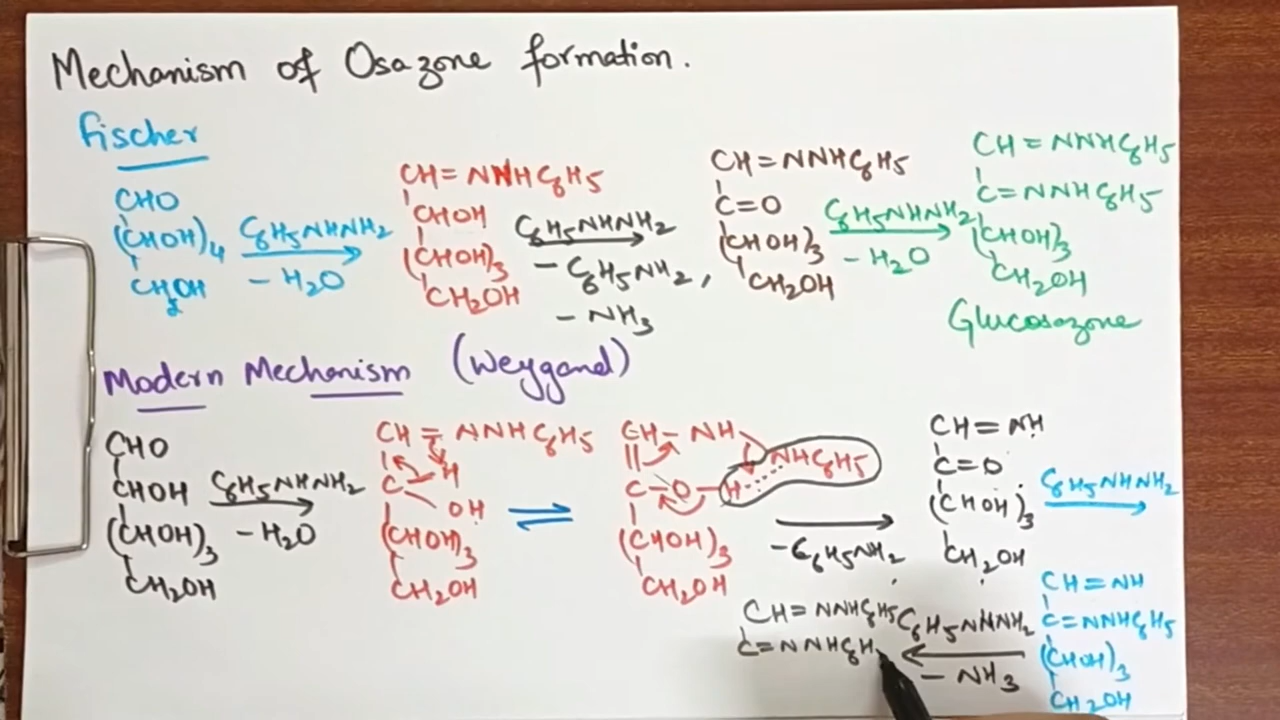 Mechanism of Osazone formation.
Fischer
CHO
(CHOH)4
CH2OH
C6H5NHNH2
- H2O
CH = NNHC6H5
CHOH
(CHOH)3
CH2OH
C6H5NHNH2
- C6H5NH2,
- NH3
CH = NNHC6H5
C=O
(CHOH)3
CH2OH
C6H5NHNH2
- H2O
CH = NNHC6H5
C=NNHC6H5
(CHOH)3
CH2OH
Glucosazone
Modern Mechanism (Weygand)
CHO
CHOH
(CHOH)3
CH2OH
C6H5NHNH2
- H2O
CH = NNHC6H5
H
C
OH
(CHOH)3
CH2OH
⇌
CH - NH
NHC6H5
C-O-H
(CHOH)3
CH2OH
- C6H5NH2
CH = NH
C=O
(CHOH)3
CH2OH
C6H5NHNH2
CH = NH
C=NNHC6H5
(CHOH)3
CH2OH
C6H5NHNH2
- NH3
CH = NNHC6H5
C=NNHC6H